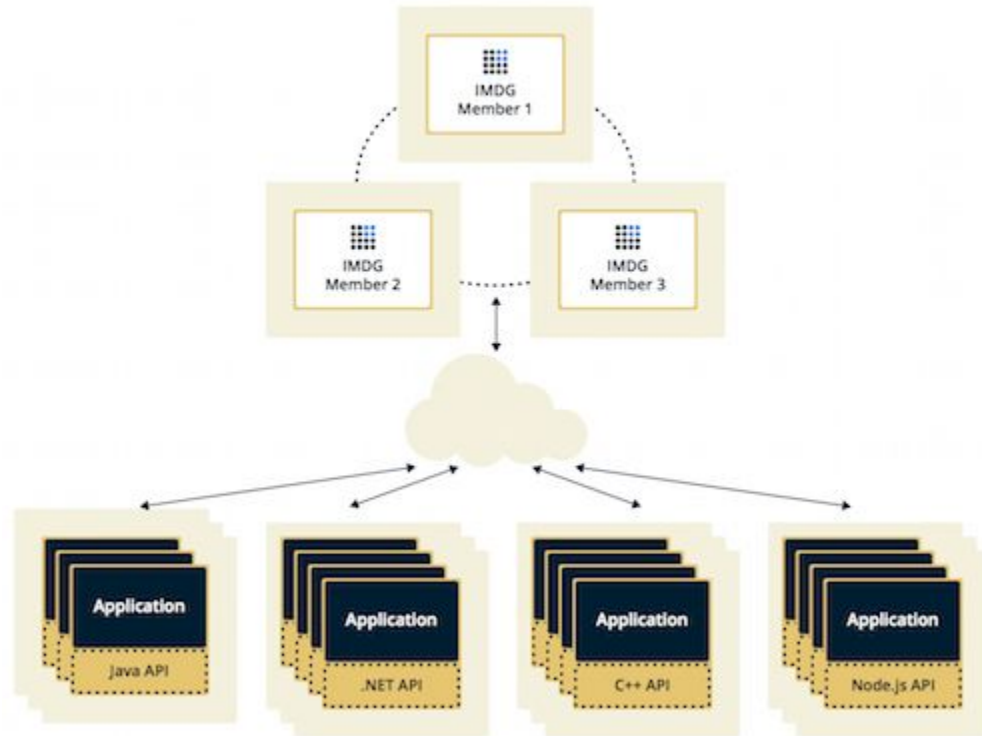 IMDG
Member 1
IMDG
Member 2
IMDG
Member 3
Application
Java API
Application
.NET API
Application
C++ API
Application
Node.js API